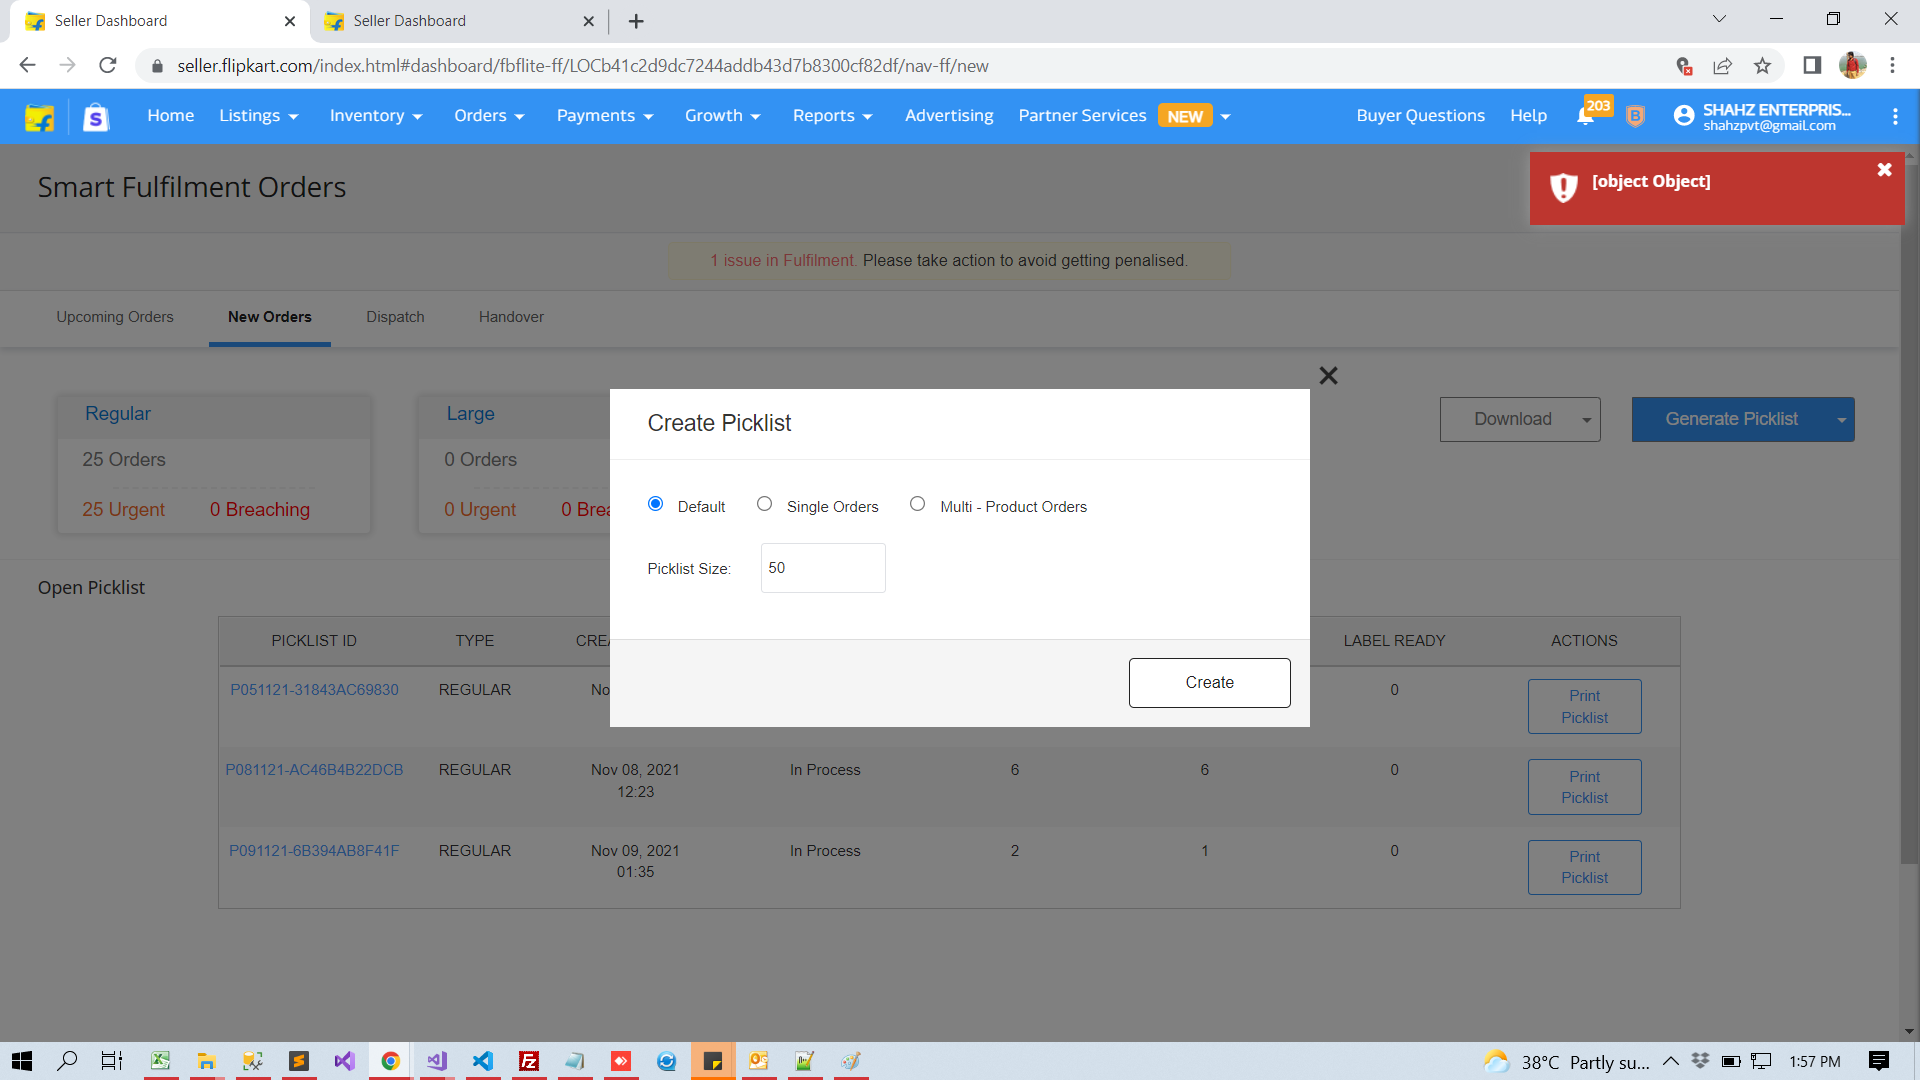 Seller Dashboard
Seller Dashboard
seller.flipkart.com/index.html#dashboard/fbflite-ff/LOCb41c2d9dc7244addb43d7b8300cf82df/nav-ff/new
S Home Listings Inventory Orders Payments Growth Reports Advertising Partner Services NEW Buyer Questions Help 203 B SHAHZ ENTERPRIS...
shahzpvt@gmail.com
Smart Fulfilment Orders
[object Object]
1 issue in Fulfilment. Please take action to avoid getting penalised.
Upcoming Orders New Orders Dispatch Handover
Regular Large
25 Orders 0 Orders
25 Urgent 0 Breaching 0 Urgent 0 Brea
Download Generate Picklist
Create Picklist
Default Single Orders Multi - Product Orders
Picklist Size: 50
Create
Open Picklist
PICKLIST ID TYPE CREA LABEL READY ACTIONS
P051121-31843AC69830 REGULAR No 0 Print
Picklist
P081121-AC46B4B22DCB REGULAR Nov 08, 2021 In Process 6 6 0 Print
12:23 Picklist
P091121-6B394AB8F41F REGULAR Nov 09, 2021 In Process 2 1 0 Print
01:35 Picklist
38°C Partly su... 1:57 PM